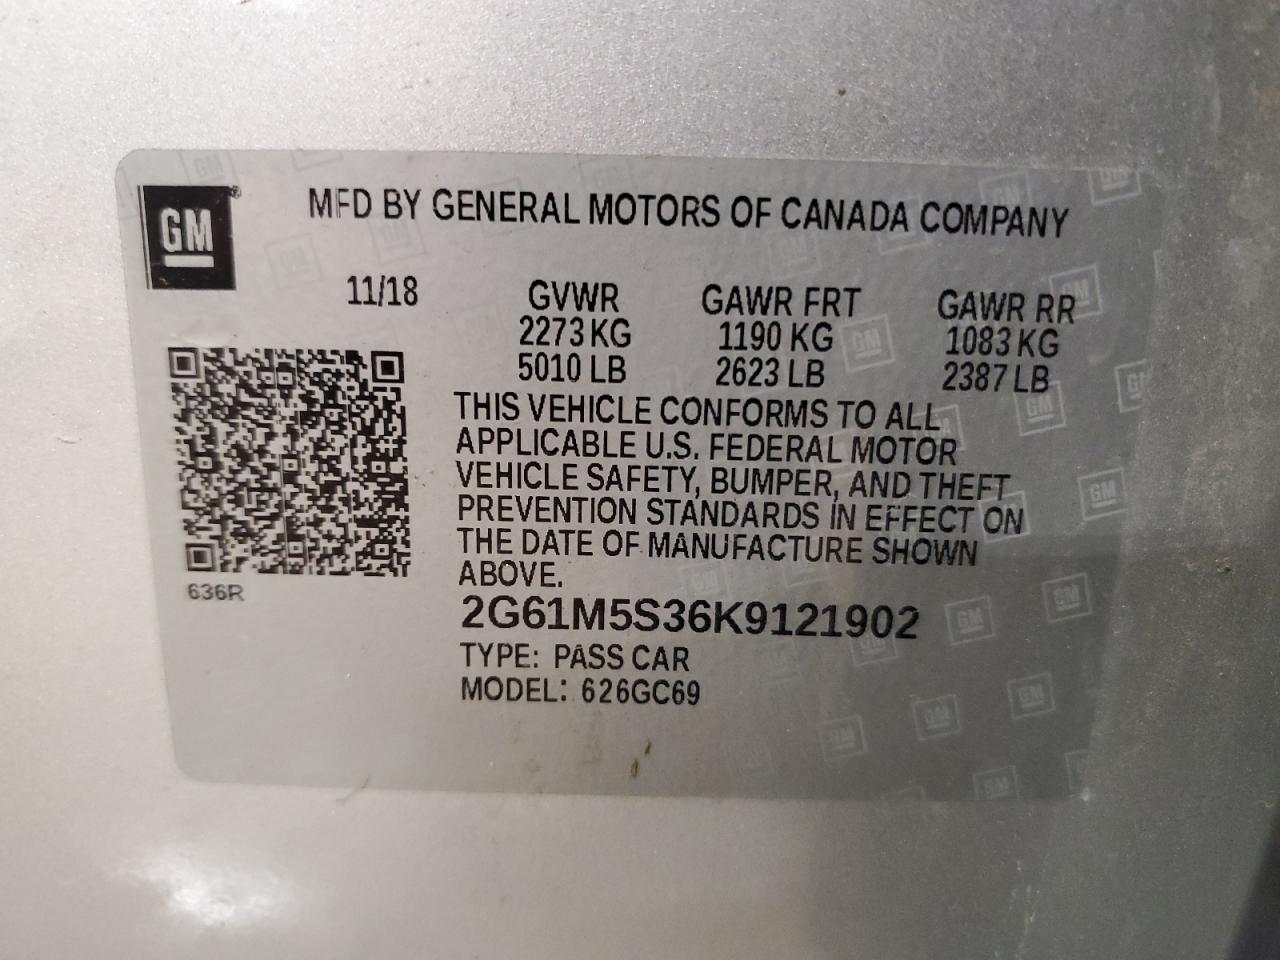 GM
MFD BY GENERAL MOTORS OF CANADA COMPANY
11/18 GVWR GAWR FRT GAWR RR
2273 KG 1190 KG 1083 KG
5010 LB 2623 LB 2387 LB
THIS VEHICLE CONFORMS TO ALL
APPLICABLE U.S. FEDERAL MOTOR
VEHICLE SAFETY, BUMPER, AND THEFT
PREVENTION STANDARDS IN EFFECT ON
THE DATE OF MANUFACTURE SHOWN
ABOVE.
636R
2G61M5S36K9121902
TYPE: PASS CAR
MODEL: 626GC69